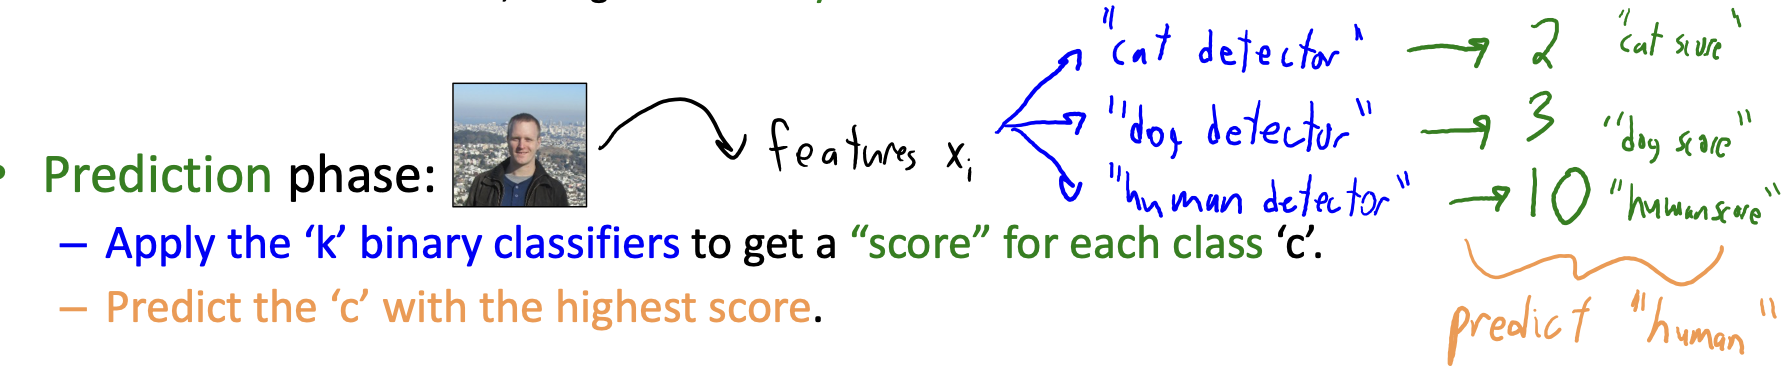 "cat detector" → 2 "cat score"
"dog detector" → 3 "dog score"
features xi
• Prediction phase:
"human detector" → 10 "human score"
– Apply the ‘k’ binary classifiers to get a “score” for each class ‘c’.
– Predict the ‘c’ with the highest score.
predict "human"